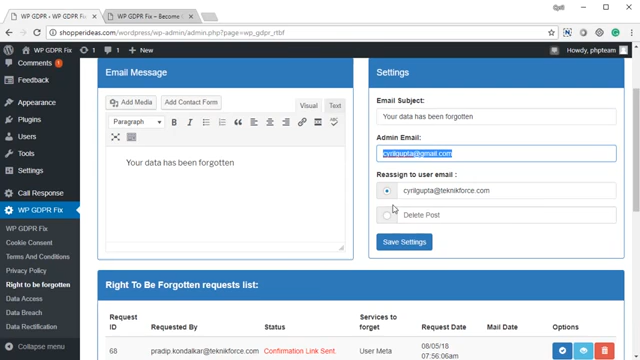 WP GDPR Fix ‹ WP GDPR F
WP GDPR Fix – Become
shopperideas.com/wordpress/wp-admin/admin.php?page=wp_gdpr_rtbf
WP GDPR Fix
11
0
+ New
Howdy, phpteam
Comments
Feedback
Appearance
Plugins
Users
Tools
Settings
Call Response
WP GDPR Fix
WP GDPR Fix
Cookie Consent
Terms And Conditions
Privacy Policy
Right to be forgotten
Data Access
Data Breach
Data Rectification
Collapse menu
Email Message
Add Media
Add Contact Form
Visual
Text
Paragraph
B
I
ABC
Your data has been forgotten
Settings
Email Subject:
Your data has been forgotten
Admin Email:
cyrilgupta@gmail.com
Reassign to user email :
cyrilgupta@teknikforce.com
Delete Post
Save Settings
Right To Be Forgotten requests list:
Request ID
Requested By
Status
Services to forget
Request Date
Mail Date
Options
68
pradip.kondalkar@teknikforce.com
Confirmation Link Sent
User Meta
08/05/18
07:56:06am